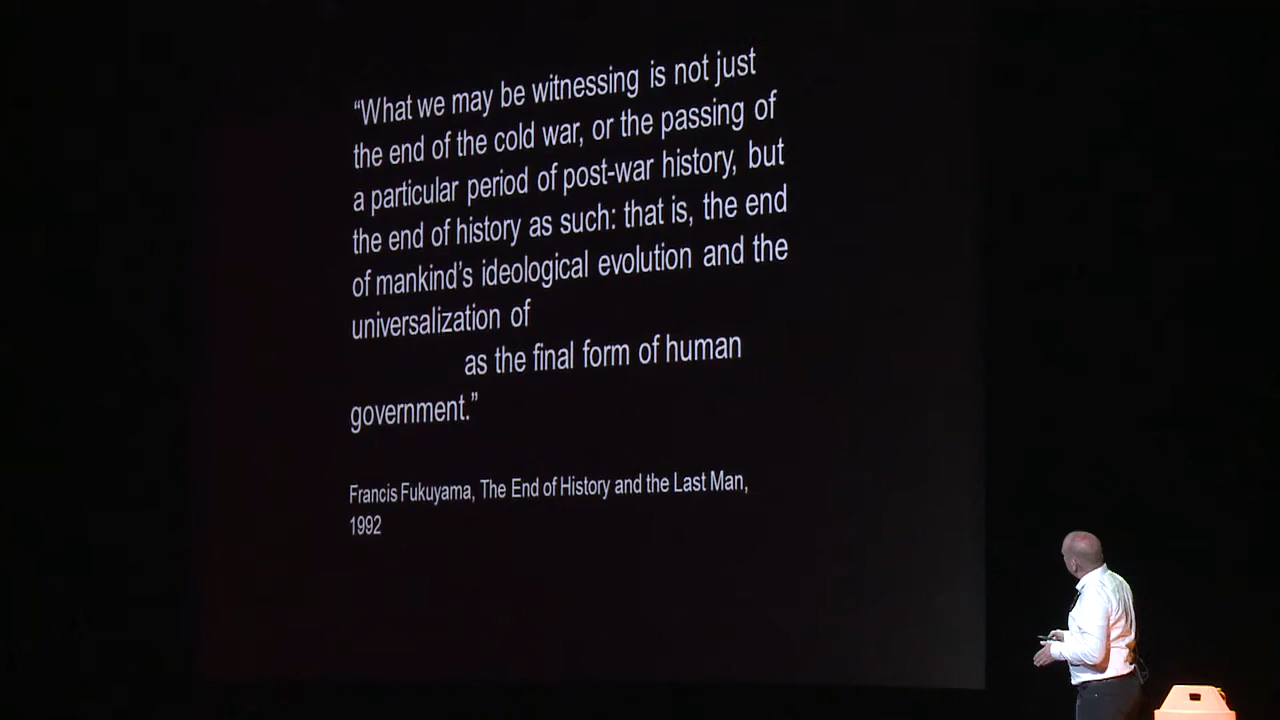 “What we may be witnessing is not just
the end of the cold war, or the passing of
a particular period of post-war history, but
the end of history as such: that is, the end
of mankind’s ideological evolution and the
universalization of
as the final form of human
government.”
Francis Fukuyama, The End of History and the Last Man,
1992